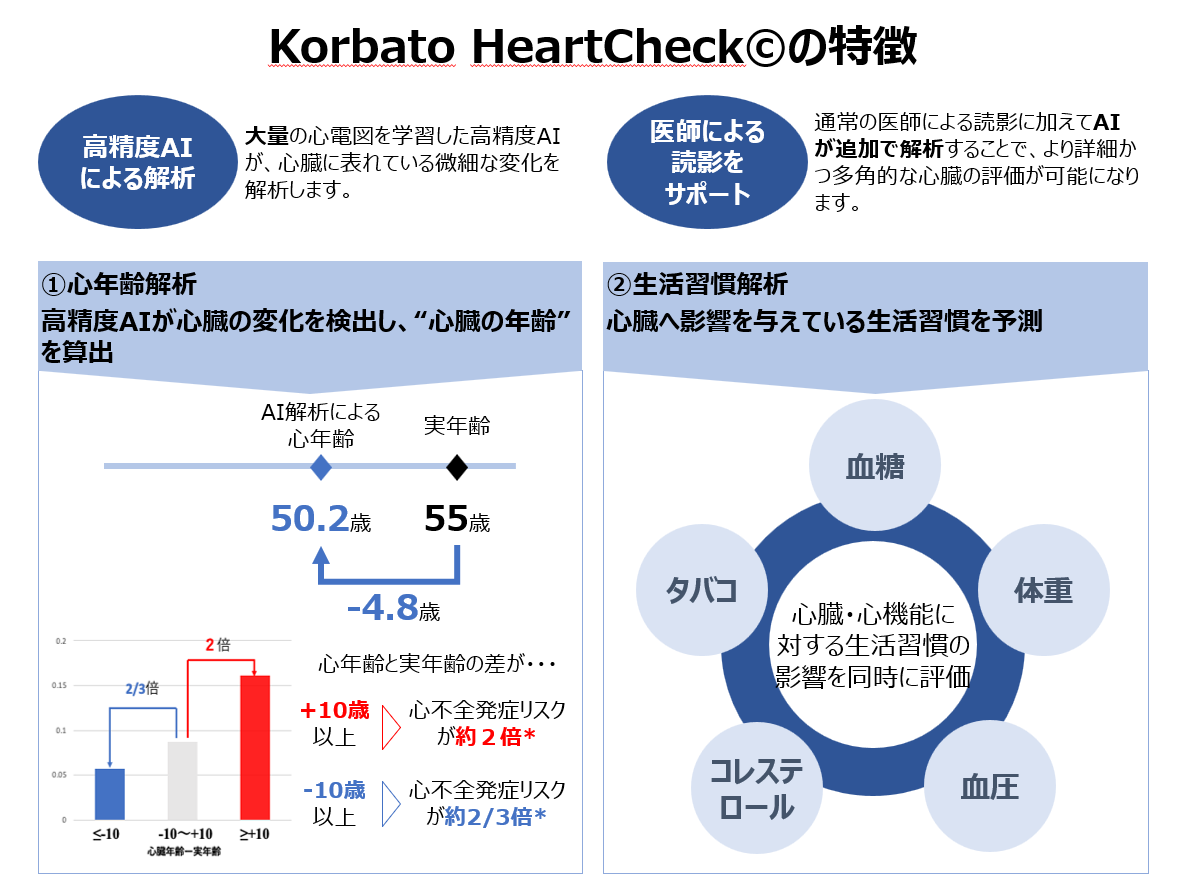 Korbato HeartCheck©の特徴
高精度AI
による解析
大量の心電図を学習した高精度AI
が、心臓に表れている微細な変化を
解析します。
医師による
読影を
サポート
通常の医師による読影に加えてAI
が追加で解析することで、より詳細か
つ多角的な心臓の評価が可能になり
ます。
①心年齢解析
高精度AIが心臓の変化を検出し、“心臓の年齢”
を算出
AI解析による
心年齢
実年齢
50.2歳
55歳
-4.8歳
0.2
0.15
0.1
0.05
0
2/3倍
2倍
≤-10
-10～+10
≥+10
心臓年齢ー実年齢
心年齢と実年齢の差が・・・
+10歳
以上
心不全発症リスク
が約２倍*
-10歳
以上
心不全発症リスク
が約2/3倍*
②生活習慣解析
心臓へ影響を与えている生活習慣を予測
血糖
タバコ
体重
心臓・心機能に
対する生活習慣の
影響を同時に評価
コレステ
ロール
血圧